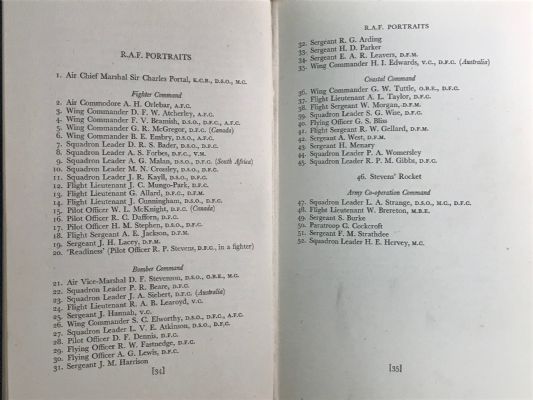 R.A.F. PORTRAITS
1. Air Chief Marshal Sir Charles Portal, K.C.B., D.S.O., M.C.
Fighter Command
2. Air Commodore A. H. Orlebar, A.F.C.
3. Wing Commander D. F. W. Atcherley, A.F.C.
4. Wing Commander F. V. Beamish, D.S.O., D.F.C., A.F.C.
5. Wing Commander G. R. McGregor, D.F.C. (Canada)
6. Wing Commander B. E. Embry, D.S.O., A.F.C.
7. Squadron Leader D. R. S. Bader, D.S.O., D.F.C.
8. Squadron Leader A. S. Forbes, D.F.C., V.M.
9. Squadron Leader A. G. Malan, D.S.O., D.F.C. (South Africa)
10. Squadron Leader M. N. Crossley, D.S.O., D.F.C.
11. Squadron Leader J. R. Kayll, D.S.O., D.F.C.
12. Flight Lieutenant J. C. Mungo-Park, D.F.C.
13. Flight Lieutenant G. Allard, D.F.C., D.F.M.
14. Flight Lieutenant J. Cunningham, D.S.O., D.F.C.
15. Pilot Officer W. L. McKnight, D.F.C. (Canada)
16. Pilot Officer R. C. Dafforn, D.F.C.
17. Pilot Officer H. M. Stephen, D.S.O., D.F.C.
18. Flight Sergeant A. E. Jackson, D.F.M.
19. Sergeant J. H. Lacey, D.F.M.
20. 'Readiness' (Pilot Officer R. P. Stevens, D.F.C., in a fighter)
Bomber Command
21. Air Vice-Marshal D. F. Stevenson, D.S.O., O.B.E., M.C.
22. Squadron Leader P. R. Beare, D.F.C.
23. Squadron Leader J. A. Siebert, D.F.C. (Australia)
24. Flight Lieutenant R. A. B. Learoyd, V.C.
25. Sergeant J. Hannah, V.C.
26. Wing Commander S. C. Elworthy, D.S.O., D.F.C., A.F.C.
27. Squadron Leader L. V. E. Atkinson, D.S.O., D.F.C.
28. Pilot Officer D. F. Dennis, D.F.C.
29. Flying Officer R. W. Fastnedge, D.F.C.
30. Flying Officer A. G. Lewis, D.F.C.
31. Sergeant J. M. Harrison
[34]
R.A.F. PORTRAITS
32. Sergeant R. G. Arding
33. Sergeant H. D. Parker
34. Sergeant E. A. R. Leavers, D.F.M.
35. Wing Commander H. I. Edwards, V.C., D.F.C. (Australia)
Coastal Command
36. Wing Commander G. W. Tuttle, O.B.E., D.F.C.
37. Flight Lieutenant A. L. Taylor, D.F.C.
38. Flight Sergeant W. Morgan, D.F.M.
39. Squadron Leader S. G. Wise, D.F.C.
40. Flying Officer G. S. Bliss
41. Flight Sergeant R. W. Gellard, D.F.M.
42. Sergeant A. West, D.F.M.
43. Sergeant H. Menary
44. Squadron Leader P. A. Womersley
45. Squadron Leader R. P. M. Gibbs, D.F.C.
46. Stevens' Rocket
Army Co-operation Command
47. Squadron Leader L. A. Strange, D.S.O., M.C., D.F.C.
48. Flight Lieutenant W. Brereton, M.B.E.
49. Sergeant S. Burke
50. Paratroop G. Cockcroft
51. Sergeant F. M. Strathdee
52. Squadron Leader H. E. Hervey, M.C.
[35]